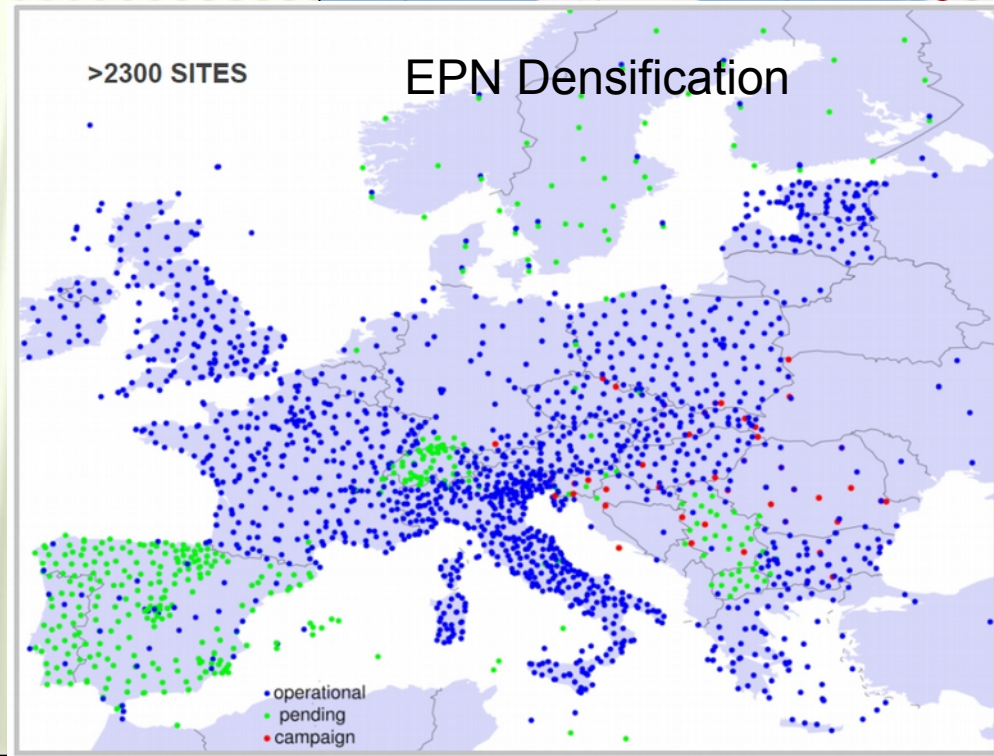 >2300 SITES
EPN Densification
operational
pending
campaign